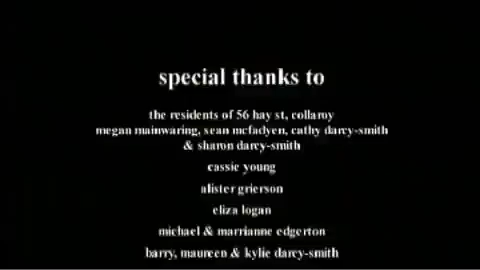 special thanks to
the residents of 56 hay st, collaroy
megan mainwaring, sean mcfadyen, cathy darcy-smith
& sharon darcy-smith
cassie young
alister grierson
eliza logan
michael & marrianne edgerton
barry, maureen & kylie darcy-smith